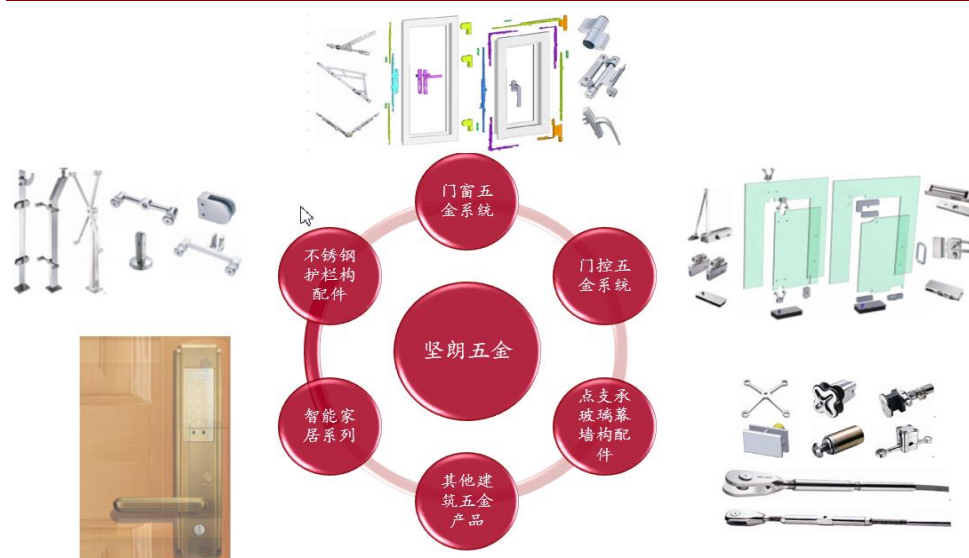 门窗五
金系统
门控五
金系统
点支承
玻璃幕
墙构配
件
其他建
筑五金
产品
智能家
居系列
不锈钢
护栏构
配件
坚朗五金